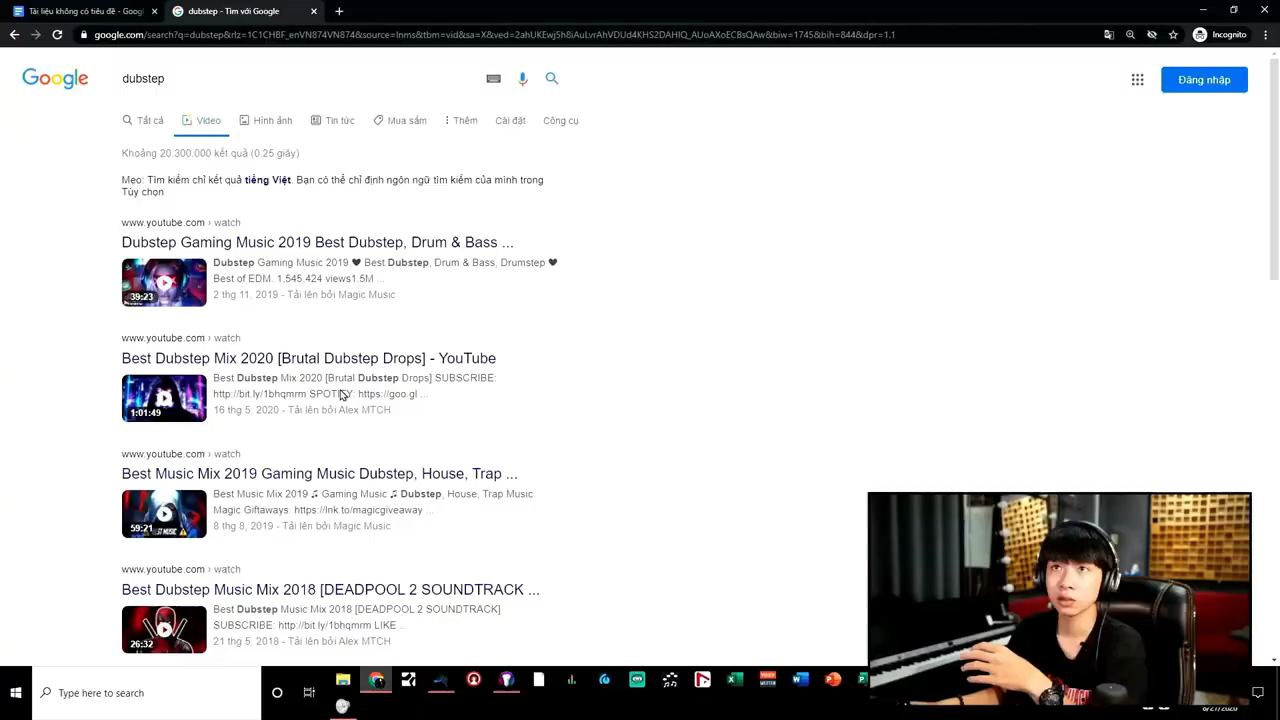 Tài liệu không có tiêu đề - Googl
dubstep - Tìm với Google
google.com/search?q=dubstep&rlz=1C1CHBF_enVN874VN874&source=lnms&tbm=vid&sa=X&ved=2ahUKEwj5h8iAuLvrAhVDUd4KHS2DAHIQ_AUoAXoECBsQAw&biw=1745&bih=844&dpr=1.1
Incognito
Google
dubstep
Đăng nhập
Tất cả
Video
Hình ảnh
Tin tức
Mua sắm
Thêm
Cài đặt
Công cụ
Khoảng 20.300.000 kết quả (0.25 giây)
Mẹo: Tìm kiếm chỉ kết quả tiếng Việt. Bạn có thể chỉ định ngôn ngữ tìm kiếm của mình trong
Tùy chọn
www.youtube.com › watch
Dubstep Gaming Music 2019 Best Dubstep, Drum & Bass ...
39:23
Dubstep Gaming Music 2019 ❤ Best Dubstep, Drum & Bass, Drumstep ❤
Best of EDM. 1,545,424 views1.5M ...
2 thg 11, 2019 - Tải lên bởi Magic Music
www.youtube.com › watch
Best Dubstep Mix 2020 [Brutal Dubstep Drops] - YouTube
1:01:49
Best Dubstep Mix 2020 [Brutal Dubstep Drops] SUBSCRIBE:
http://bit.ly/1bhqmrm SPOTIFY: https://goo.gl ...
16 thg 5, 2020 - Tải lên bởi Alex MTCH
www.youtube.com › watch
Best Music Mix 2019 Gaming Music Dubstep, House, Trap ...
59:21
Best Music Mix 2019 ♫ Gaming Music ♫ Dubstep, House, Trap Music
Magic Giftaways: https://lnk.to/magicgiveaway ...
8 thg 8, 2019 - Tải lên bởi Magic Music
www.youtube.com › watch
Best Dubstep Music Mix 2018 [DEADPOOL 2 SOUNDTRACK ...
26:32
Best Dubstep Music Mix 2018 [DEADPOOL 2 SOUNDTRACK]
SUBSCRIBE: http://bit.ly/1bhqmrm LIKE ...
21 thg 5, 2018 - Tải lên bởi Alex MTCH
Type here to search